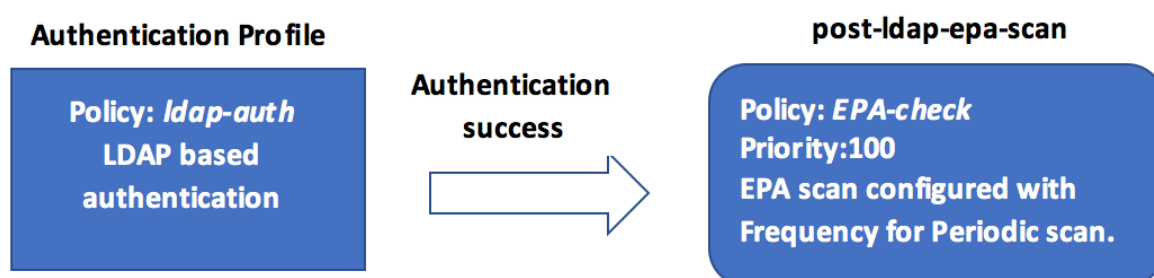 Authentication Profile
Policy: ldap-auth
LDAP based
authentication
Authentication
success
post-ldap-epa-scan
Policy: EPA-check
Priority:100
EPA scan configured with
Frequency for Periodic scan.